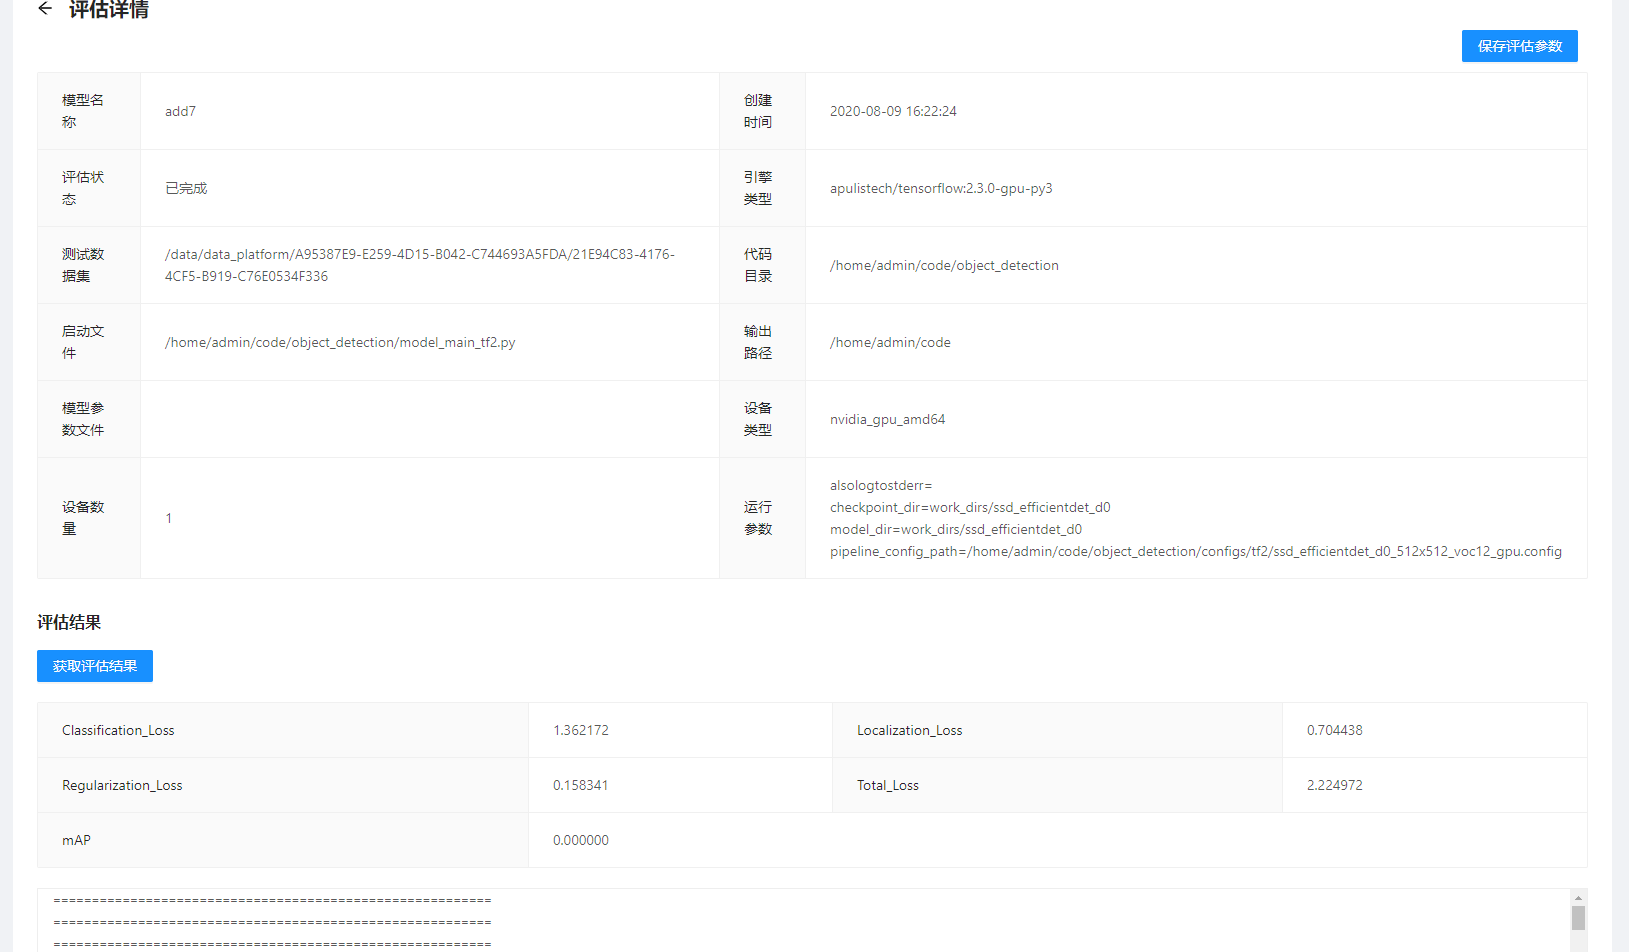 评估详情
保存评估参数
模型名
称
add7
创建
时间
2020-08-09 16:22:24
评估状
态
已完成
引擎
类型
apulistech/tensorflow:2.3.0-gpu-py3
测试数
据集
/data/data_platform/A95387E9-E259-4D15-B042-C744693A5FDA/21E94C83-4176-
4CF5-B919-C76E0534F336
代码
目录
/home/admin/code/object_detection
启动文
件
/home/admin/code/object_detection/model_main_tf2.py
输出
路径
/home/admin/code
模型参
数文件
设备
类型
nvidia_gpu_amd64
设备数
量
1
运行
参数
alsologtostderr=
checkpoint_dir=work_dirs/ssd_efficientdet_d0
model_dir=work_dirs/ssd_efficientdet_d0
pipeline_config_path=/home/admin/code/object_detection/configs/tf2/ssd_efficientdet_d0_512x512_voc12_gpu.config
评估结果
获取评估结果
Classification_Loss
1.362172
Localization_Loss
0.704438
Regularization_Loss
0.158341
Total_Loss
2.224972
mAP
0.000000
=========================================================
=========================================================
=========================================================